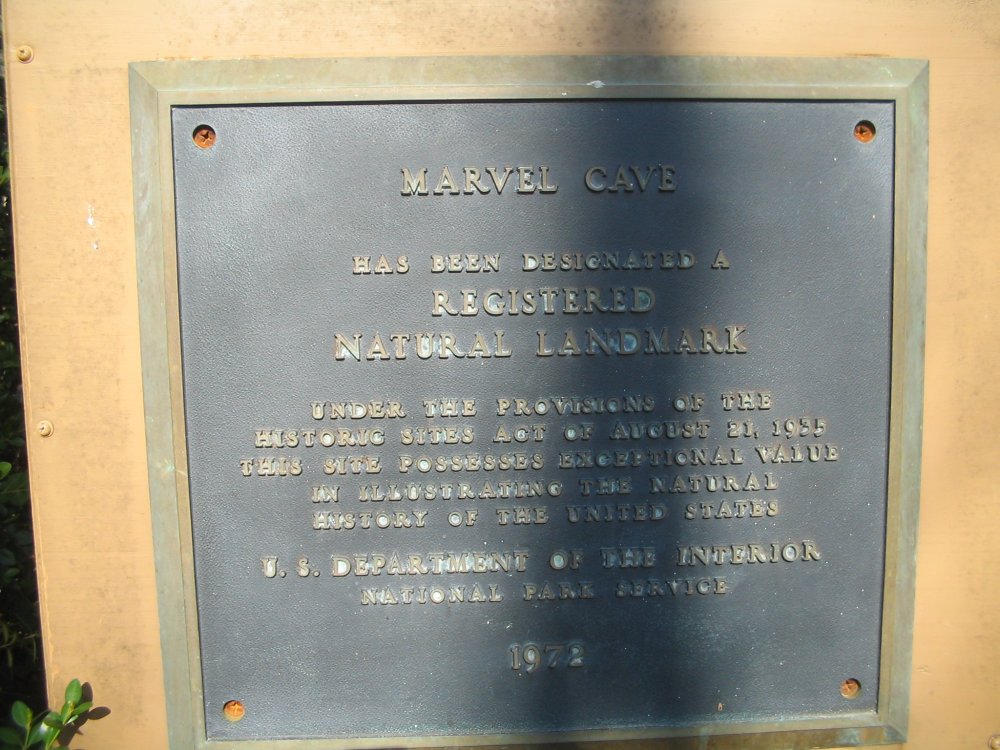 MARVEL CAVE
HAS BEEN DESIGNATED A
REGISTERED
NATURAL LANDMARK
UNDER THE PROVISIONS OF THE
HISTORIC SITES ACT OF AUGUST 21, 1935
THIS SITE POSSESSES EXCEPTIONAL VALUE
IN ILLUSTRATING THE NATURAL
HISTORY OF THE UNITED STATES
U. S. DEPARTMENT OF THE INTERIOR
NATIONAL PARK SERVICE
1972